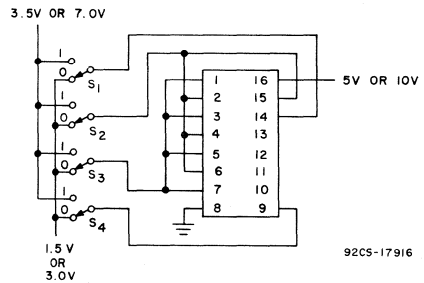 3.5V OR 7.0V
1
0
S1
1
0
S2
1
0
S3
1
0
S4
1.5V
OR
3.0V
1 16
2 15
3 14
4 13
5 12
6 11
7 10
8 9
5V OR 10V
92CS-17916